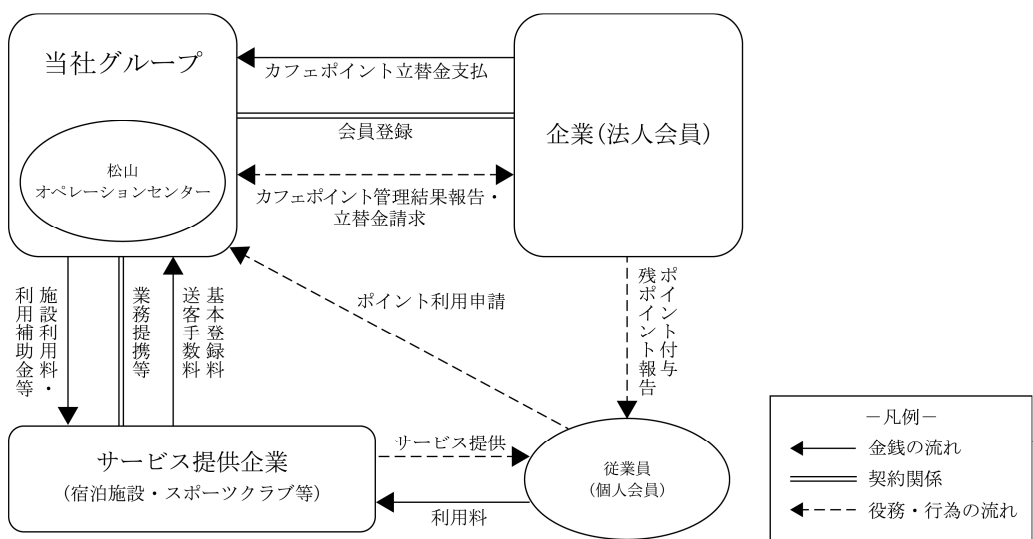 当社グループ
松山
オペレーションセンター
カフェポイント立替金支払
会員登録
カフェポイント管理結果報告・
立替金請求
企業(法人会員)
施設利用料・
利用補助金等
業務提携等
基本登録料
送客手数料
ポイント利用申請
ポイント付与
残ポイント報告
サービス提供企業
(宿泊施設・スポーツクラブ等)
サービス提供
利用料
従業員
(個人会員)
－凡例－
金銭の流れ
契約関係
役務・行為の流れ